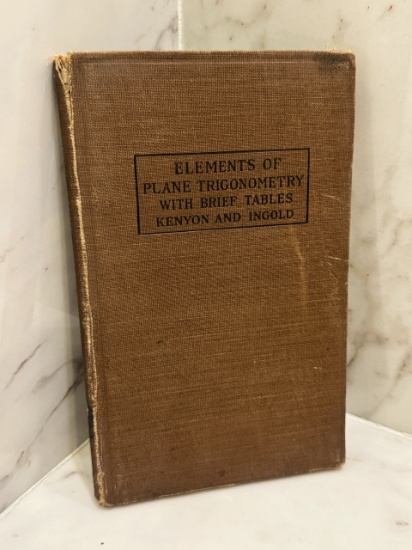 ELEMENTS OF
PLANE TRIGONOMETRY
WITH BRIEF TABLES
KENYON AND INGOLD